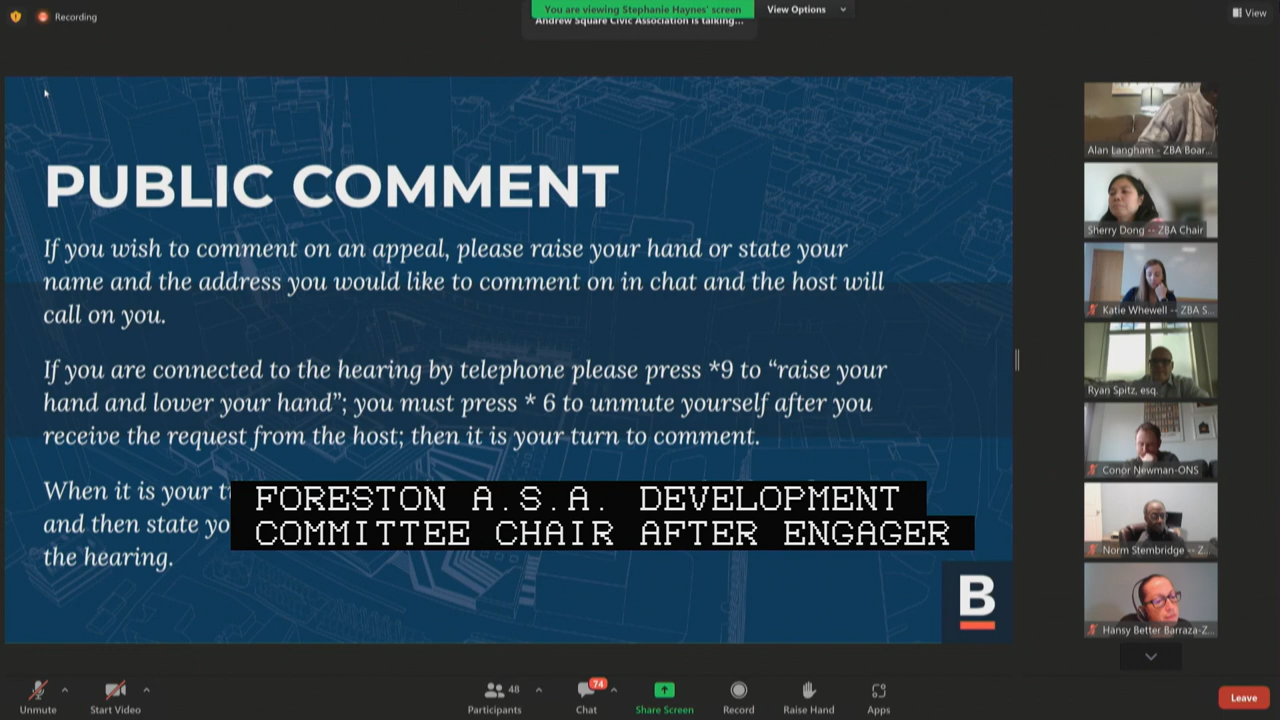 Recording
You are viewing Stephanie Haynes' screen
View Options
Andrew Square Civic Association is talking...
View
PUBLIC COMMENT
If you wish to comment on an appeal, please raise your hand or state your
name and the address you would like to comment on in chat and the host will
call on you.
If you are connected to the hearing by telephone please press *9 to “raise your
hand and lower your hand”; you must press * 6 to unmute yourself after you
receive the request from the host; then it is your turn to comment.
When it is your t
and then state yo
the hearing.
FORESTON A.S.A. DEVELOPMENT
COMMITTEE CHAIR AFTER ENGAGER
B
Alan Langham - ZBA Boar...
Sherry Dong -- ZBA Chair
Katie Whewell -- ZBA S...
Ryan Spitz, esq.
Conor Newman-ONS
Norm Stembridge -- Z...
Hansy Better Barraza-Z...
Unmute
Start Video
Participants
48
Chat
74
Share Screen
Record
Raise Hand
Apps
Leave